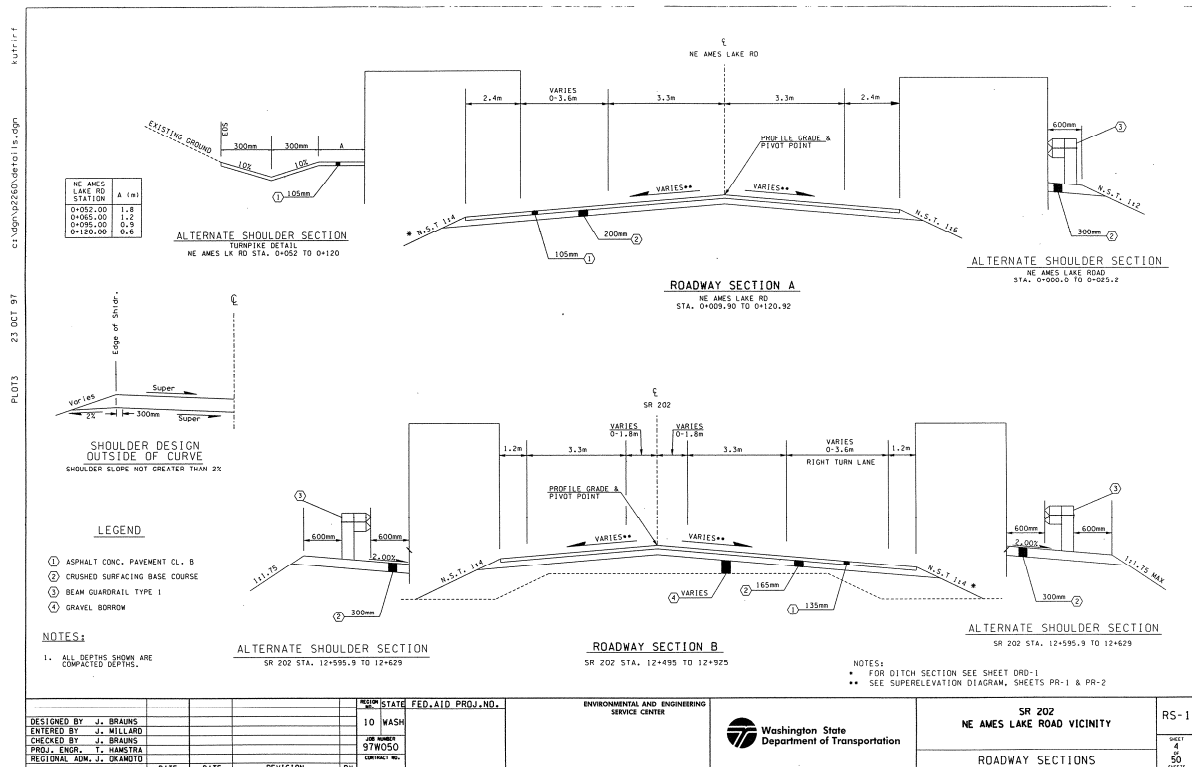 kutrirf
c:\dgn\p2260\details.dgn
23 OCT 97
PLOT3
℄
NE AMES LAKE RD
2.4m
VARIES
0-3.6m
3.3m
3.3m
2.4m
PROFILE GRADE &
PIVOT POINT
VARIES**
VARIES**
* N.S.T 1:4
N.S.T. 1:6
200mm 2
105mm 1
ROADWAY SECTION A
NE AMES LAKE RD
STA. 0+009.90 TO 0+120.92
EXISTING GROUND
EOS
300mm
300mm
A
10%
10%
1 105mm
NE AMES
LAKE RD
STATION
A (m)
0+052.00 1.8
0+065.00 1.2
0+095.00 0.9
0-120.00 0.6
ALTERNATE SHOULDER SECTION
TURNPIKE DETAIL
NE AMES LK RD STA. 0+052 TO 0+120
600mm
3
N.S.T. 1:2
300mm 2
ALTERNATE SHOULDER SECTION
NE AMES LAKE ROAD
STA. 0+000.0 TO 0+025.2
Edge of Shldr.
℄
Varies
Super
2%
300mm
Super
SHOULDER DESIGN
OUTSIDE OF CURVE
SHOULDER SLOPE NOT GREATER THAN 2%
LEGEND
1 ASPHALT CONC. PAVEMENT CL. B
2 CRUSHED SURFACING BASE COURSE
3 BEAM GUARDRAIL TYPE 1
4 GRAVEL BORROW
NOTES:
1. ALL DEPTHS SHOWN ARE
COMPACTED DEPTHS.
3
600mm
600mm
2.00%
1:1.75
2 300mm
ALTERNATE SHOULDER SECTION
SR 202 STA. 12+595.9 TO 12+629
℄
SR 202
1.2m
3.3m
VARIES
0-1.8m
VARIES
0-1.8m
3.3m
VARIES
0-3.6m
RIGHT TURN LANE
1.2m
PROFILE GRADE &
PIVOT POINT
VARIES**
VARIES**
N.S.T. 1:4
N.S.T 1:4 *
4 VARIES
2 165mm
1 135mm
ROADWAY SECTION B
SR 202 STA. 12+495 TO 12+925
3
600mm
600mm
2.00%
1:1.75 MAX
300mm 2
ALTERNATE SHOULDER SECTION
SR 202 STA. 12+595.9 TO 12+629
NOTES:
* FOR DITCH SECTION SEE SHEET DRD-1
** SEE SUPERELEVATION DIAGRAM, SHEETS PR-1 & PR-2
DESIGNED BY J. BRAUNS
ENTERED BY J. MILLARD
CHECKED BY J. BRAUNS
PROJ. ENGR. T. HAMSTRA
REGIONAL ADM. J. OKAMOTO
DATE DATE REVISION BY
REGION NO. STATE FED.AID PROJ.NO.
10 WASH
JOB NUMBER
97W050
CONTRACT NO.
ENVIRONMENTAL AND ENGINEERING
SERVICE CENTER
Washington State
Department of Transportation
SR 202
NE AMES LAKE ROAD VICINITY
ROADWAY SECTIONS
RS-1
SHEET
4
OF
50
SHEETS